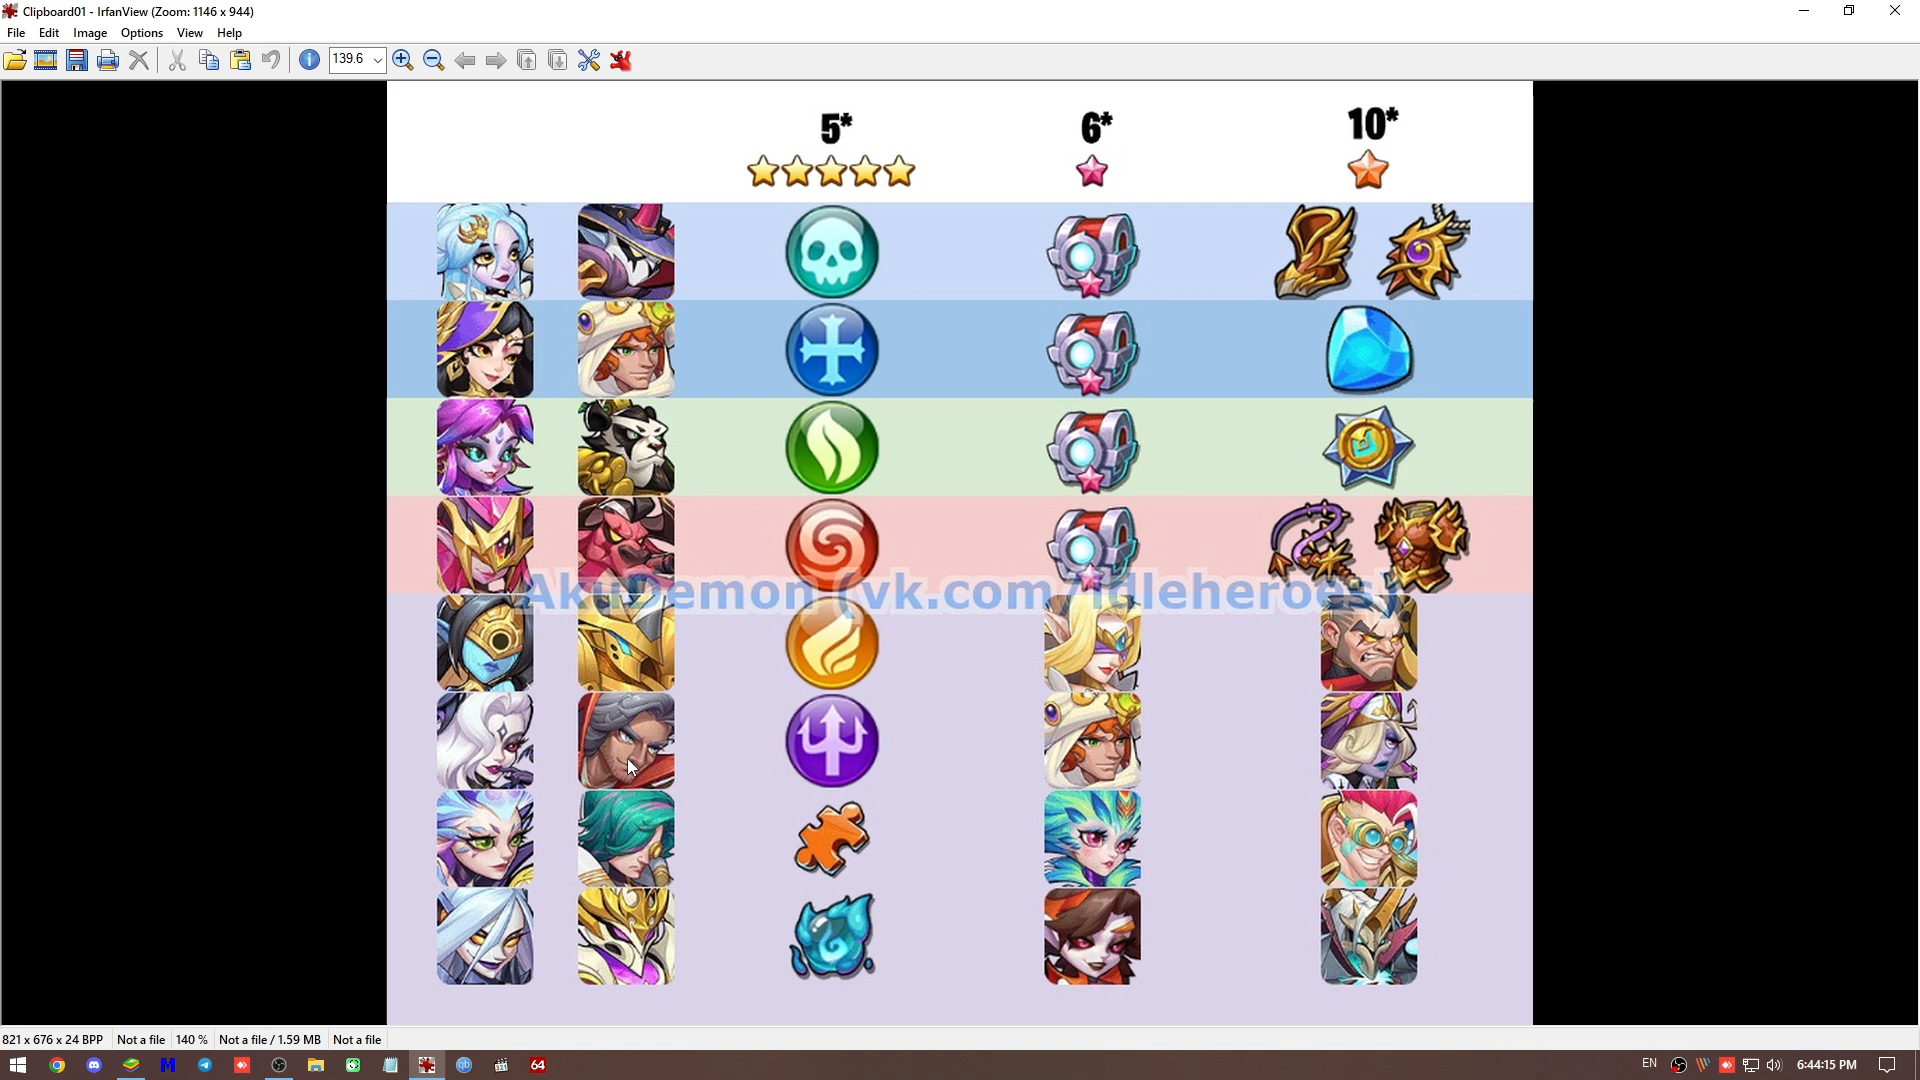 Clipboard01 - IrfanView (Zoom: 1146 x 944)
File Edit Image Options View Help
139.6
5* 6* 10*
AkuDemon (vk.com/idleheroes)
821 x 676 x 24 BPP Not a file 140 % Not a file / 1.59 MB Not a file
M 321 64 EN 6:44:15 PM